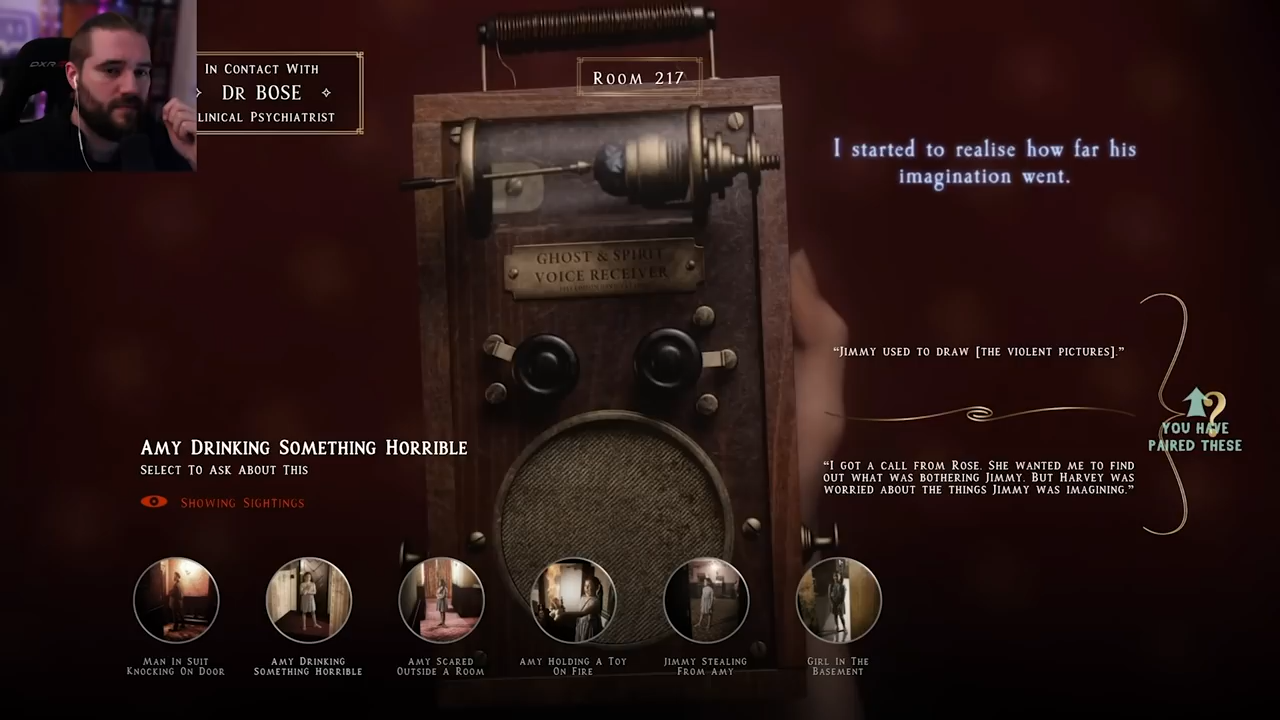 In Contact With
Dr BOSE
linical Psychiatrist
Room 217
I started to realise how far his
imagination went.
GHOST & SPIRIT
VOICE RECEIVER
"Jimmy used to draw [the violent pictures]."
?
You have
paired these
"I got a call from Rose. She wanted me to find
out what was bothering Jimmy. But Harvey was
worried about the things Jimmy was imagining."
Amy Drinking Something Horrible
Select To Ask About This
Showing Sightings
Man In Suit
Knocking On Door
Amy Drinking
Something Horrible
Amy Scared
Outside A Room
Amy Holding A Toy
On Fire
Jimmy Stealing
From Amy
Girl In The
Basement